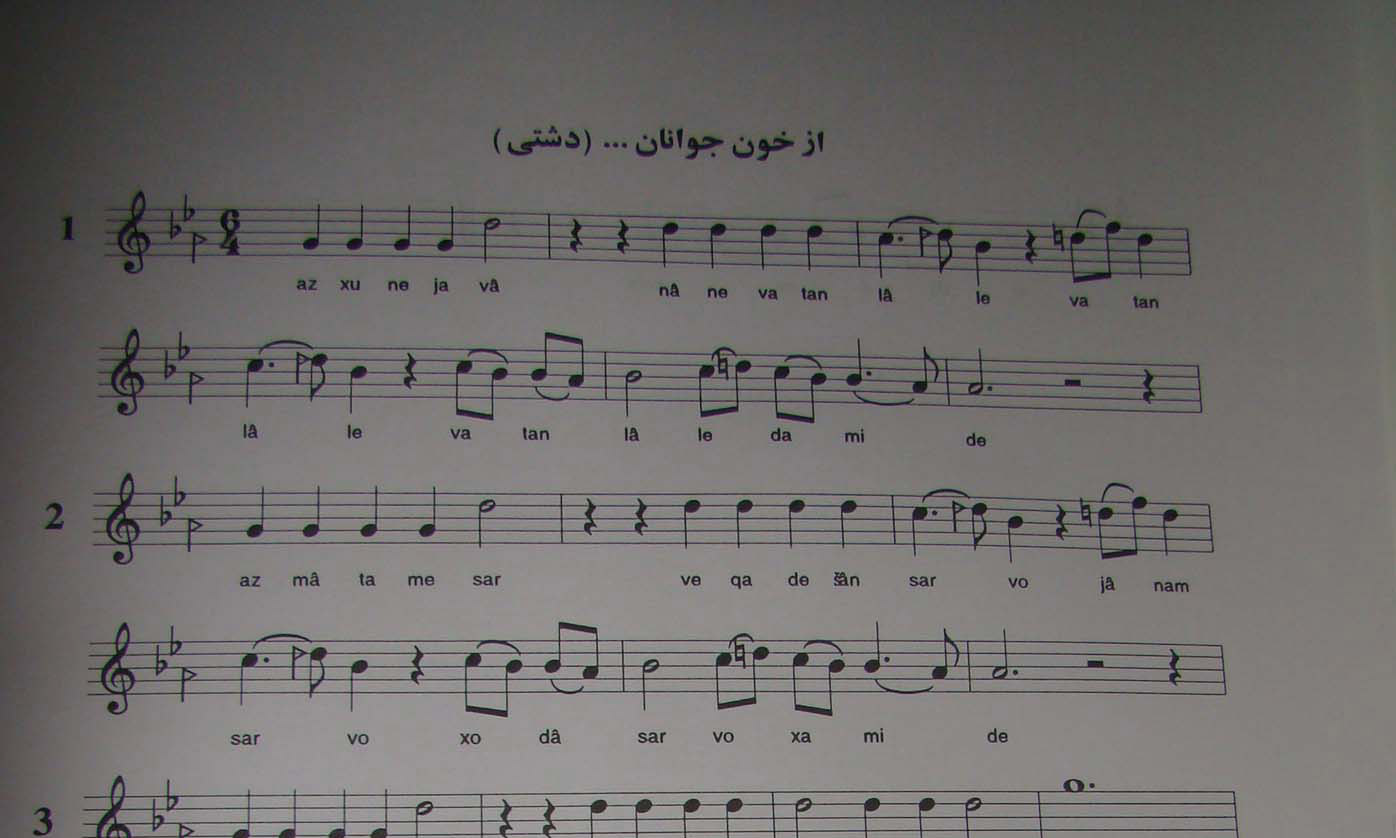 از خون جوانان ... (دشتی)
1
6
4
az xu ne ja vâ nâ ne va tan lâ le va tan
lâ le va tan lâ le da mi de
2
az mâ ta me sar ve qa de šân sar vo jâ nam
sar vo xo dâ sar vo xa mi de
3